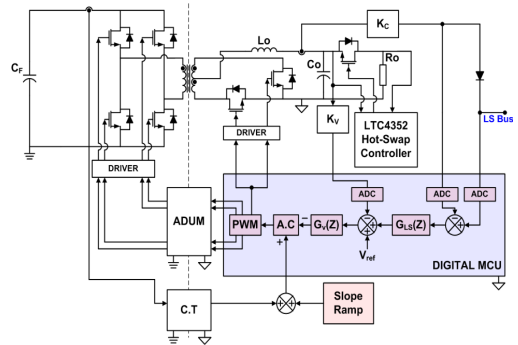 C_F
Lo
K_C
Co
Ro
LS Bus
K_V
LTC4352
Hot-Swap
Controller
DRIVER
DRIVER
ADC
ADC
ADC
ADUM
PWM
A.C
−
G_V(Z)
−
G_LS(Z)
−
+
V_ref
DIGITAL MCU
C.T
Slope
Ramp